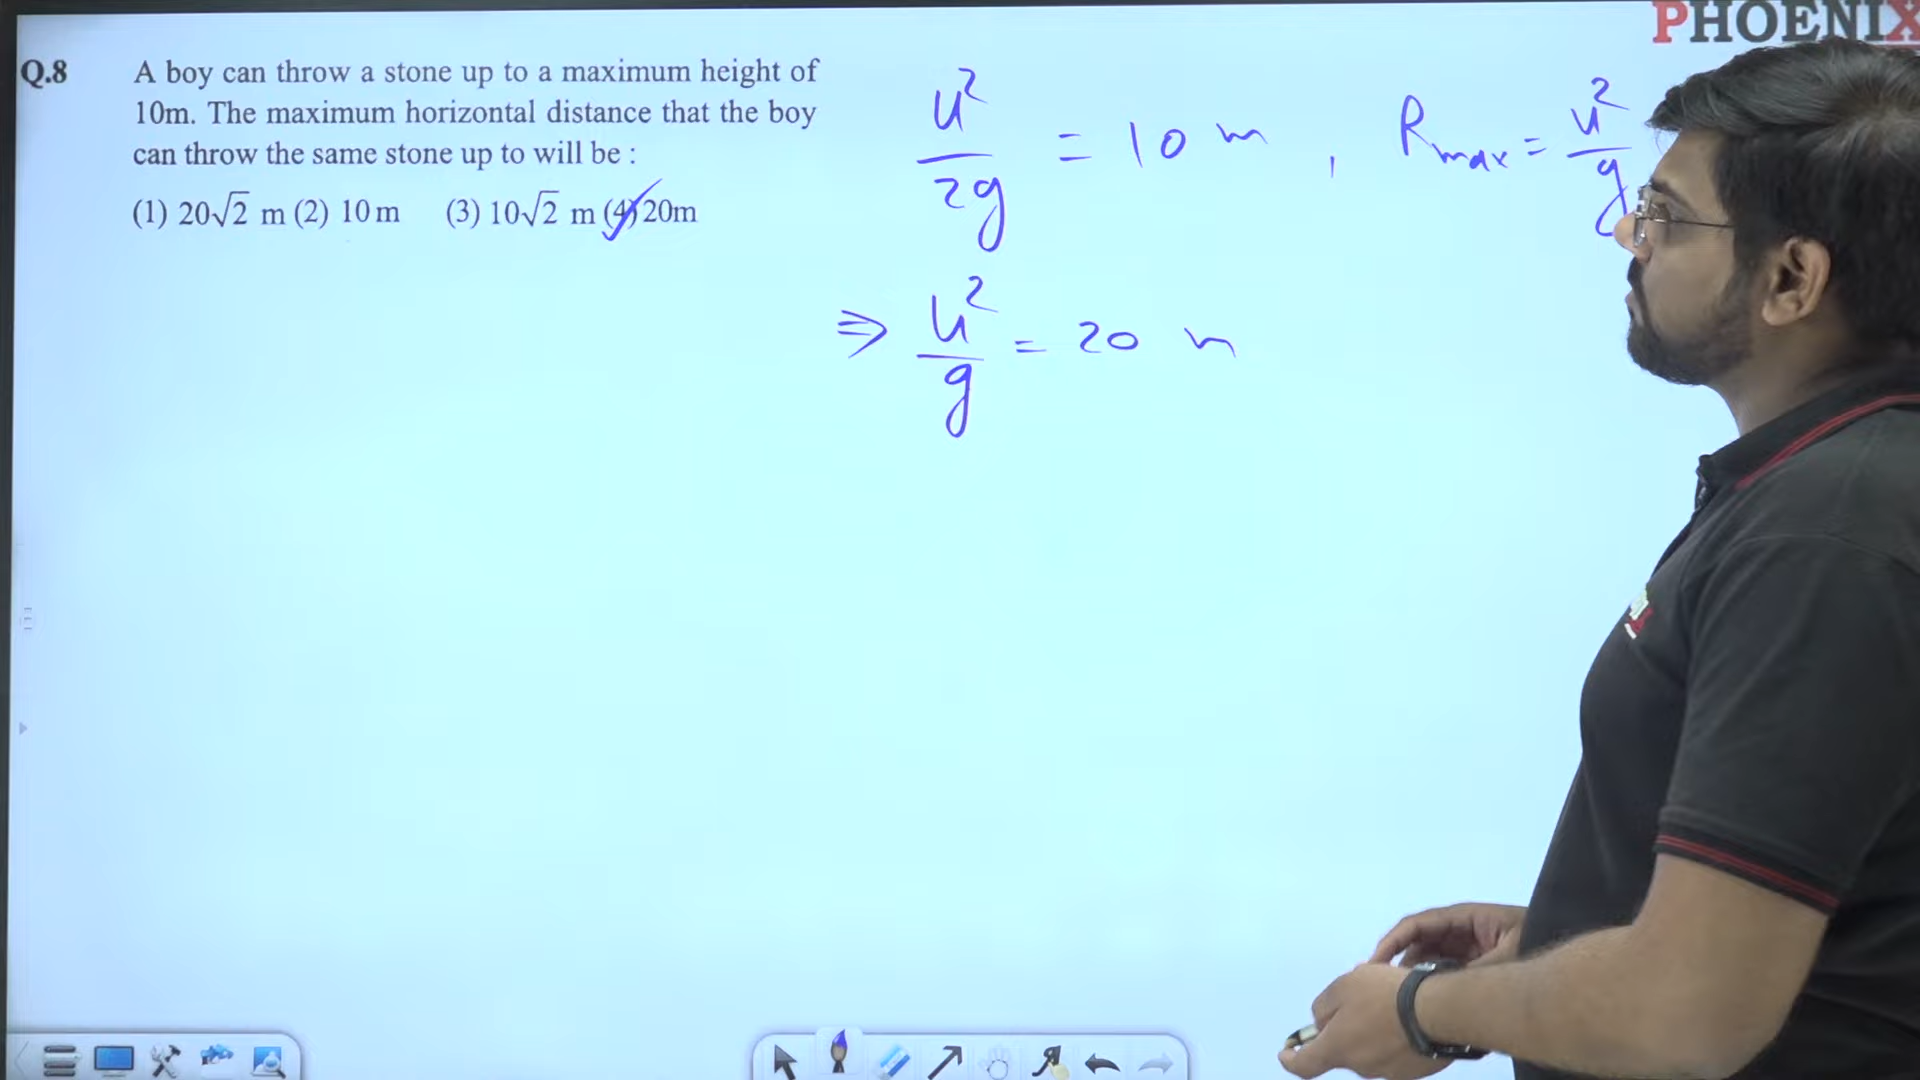 PHOENIX
Q.8 A boy can throw a stone up to a maximum height of
10m. The maximum horizontal distance that the boy
can throw the same stone up to will be :
(1) 20√2 m (2) 10 m (3) 10√2 m (4) 20m
u²/2g = 10 m , Rmax = u²/g
⇒ u²/g = 20 m